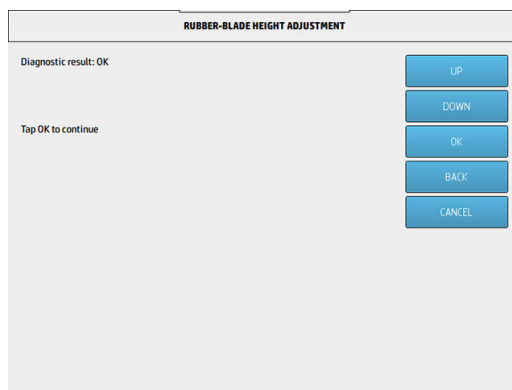 RUBBER-BLADE HEIGHT ADJUSTMENT
Diagnostic result: OK
Tap OK to continue
UP
DOWN
OK
BACK
CANCEL